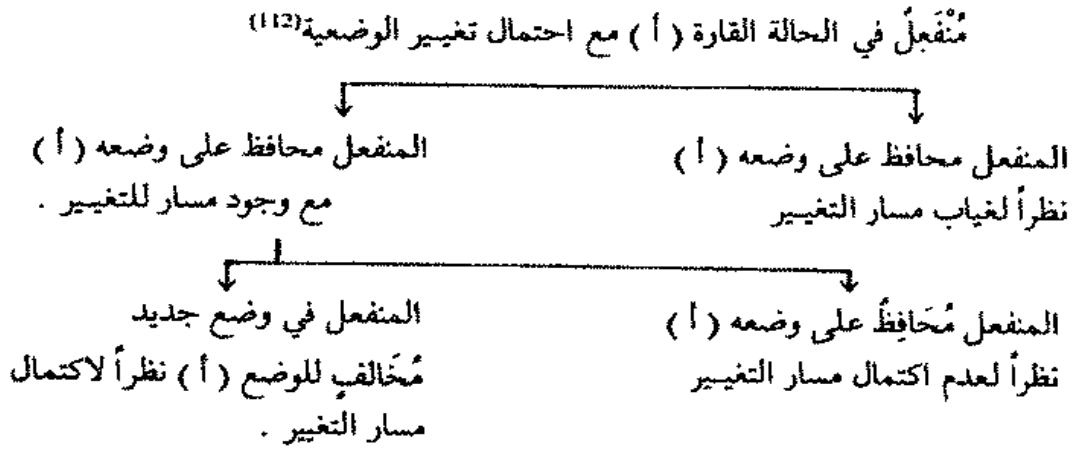 مُنْفَعِلٌ في الحالة القارة ( أ ) مع احتمال تغيير الوضعية(112)
المنفعل محافظ على وضعه ( أ )
نظراً لغياب مسار التغيير
المنفعل محافظ على وضعه ( أ )
مع وجود مسار للتغيير .
المنفعل مُحَافِظٌ على وضعه ( أ )
نظراً لعدم اكتمال مسار التغيير
المنفعل في وضع جديد
مُخَالفٍ للوضع ( أ ) نظراً لاكتمال
مسار التغيير .